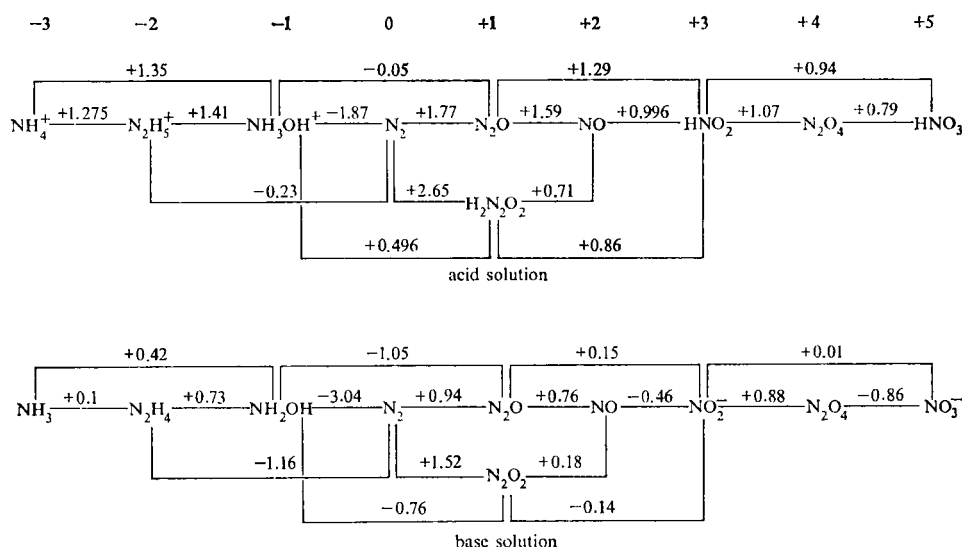 −3 −2 −1 0 +1 +2 +3 +4 +5
+1.35 −0.05 +1.29 +0.94
NH₄⁺ +1.275 N₂H₅⁺ +1.41 NH₃OH⁺ −1.87 N₂ +1.77 N₂O +1.59 NO +0.996 HNO₂ +1.07 N₂O₄ +0.79 HNO₃
−0.23 +2.65 H₂N₂O₂ +0.71
+0.496 +0.86
acid solution
+0.42 −1.05 +0.15 +0.01
NH₃ +0.1 N₂H₄ +0.73 NH₂OH −3.04 N₂ +0.94 N₂O +0.76 NO −0.46 NO₂⁻ +0.88 N₂O₄ −0.86 NO₃⁻
−1.16 +1.52 N₂O₂ +0.18
−0.76 −0.14
base solution